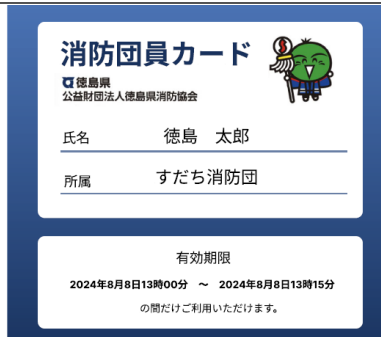 消防団員カード
徳島県
公益財団法人徳島県消防協会
氏名 徳島 太郎
所属 すだち消防団
有効期限
2024年8月8日13時00分 ～ 2024年8月8日13時15分
の間だけご利用いただけます。